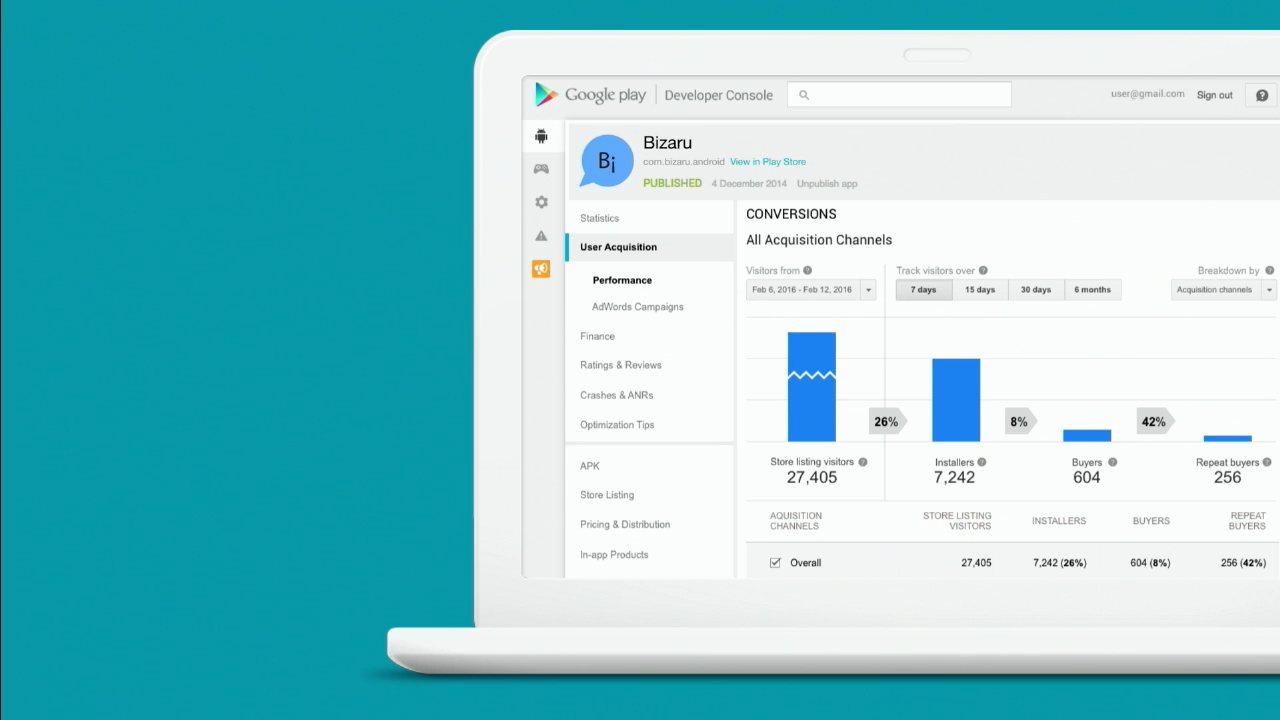 Google play Developer Console
user@gmail.com Sign out ?
Bi
Bizaru
com.bizaru.android View in Play Store
PUBLISHED 4 December 2014 Unpublish app
Statistics
User Acquisition
Performance
AdWords Campaigns
Finance
Ratings & Reviews
Crashes & ANRs
Optimization Tips
APK
Store Listing
Pricing & Distribution
In-app Products
CONVERSIONS
All Acquisition Channels
Visitors from ?
Track visitors over ?
Breakdown by ?
Feb 6, 2016 - Feb 12, 2016
7 days 15 days 30 days 6 months
Acquisition channels
26% 8% 42%
Store listing visitors ? Installers ? Buyers ? Repeat buyers ?
27,405 7,242 604 256
AQUISITION
CHANNELS
STORE LISTING
VISITORS
INSTALLERS
BUYERS
REPEAT
BUYERS
Overall 27,405 7,242 (26%) 604 (8%) 256 (42%)